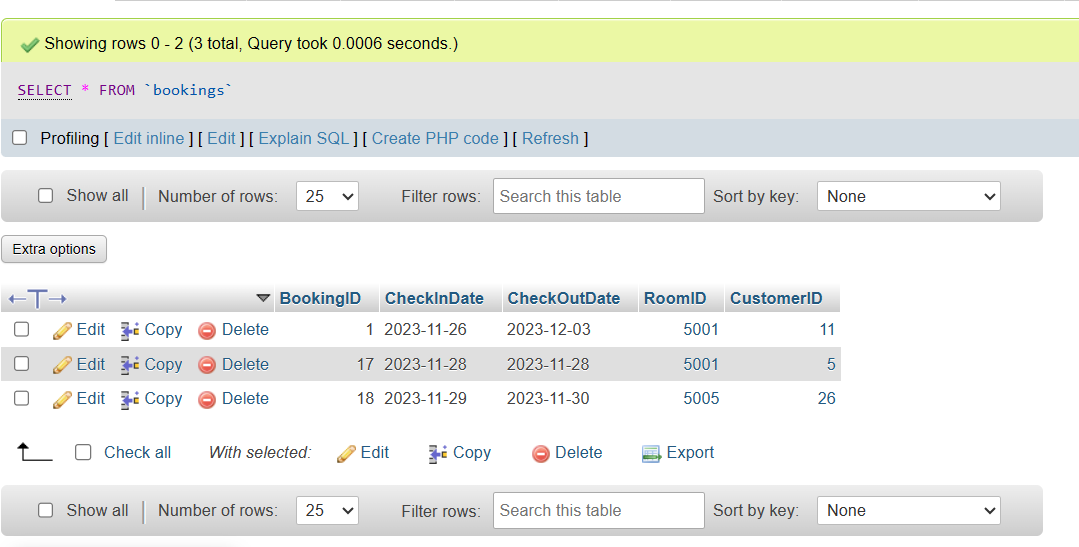 Showing rows 0 - 2 (3 total, Query took 0.0006 seconds.)
SELECT * FROM `bookings`
Profiling [ Edit inline ] [ Edit ] [ Explain SQL ] [ Create PHP code ] [ Refresh ]
Show all Number of rows: 25 Filter rows: Search this table Sort by key: None
Extra options
←T→ BookingID CheckInDate CheckOutDate RoomID CustomerID
Edit Copy Delete 1 2023-11-26 2023-12-03 5001 11
Edit Copy Delete 17 2023-11-28 2023-11-28 5001 5
Edit Copy Delete 18 2023-11-29 2023-11-30 5005 26
Check all With selected: Edit Copy Delete Export
Show all Number of rows: 25 Filter rows: Search this table Sort by key: None